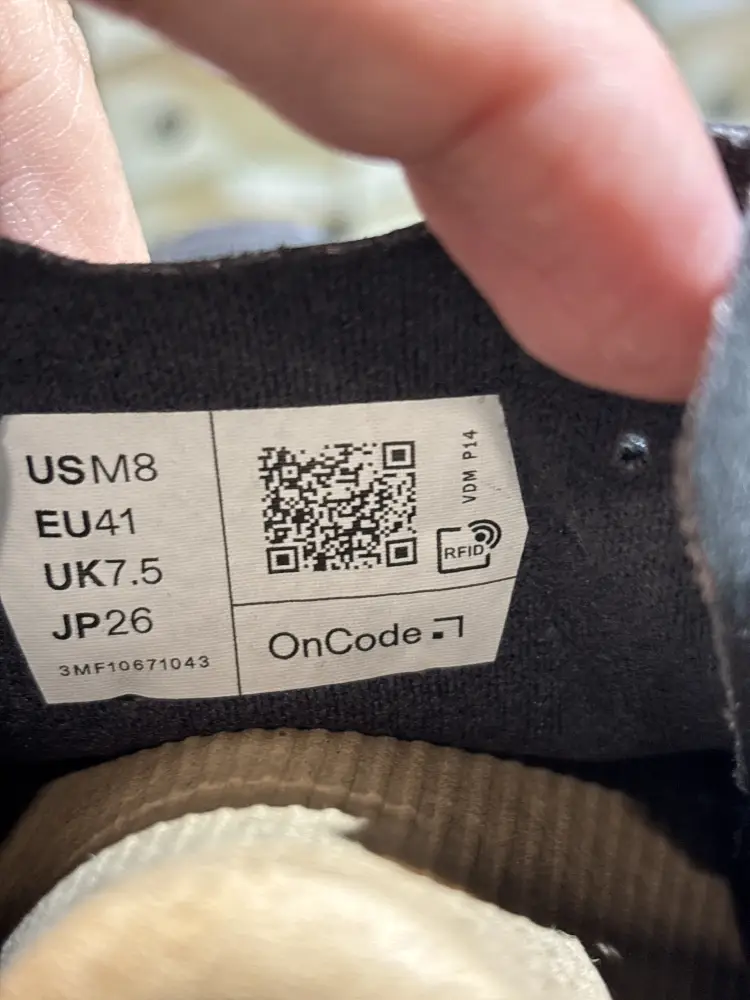 USM8
EU41
UK7.5
JP26
3MF10671043
VDM P14
RFID
OnCode